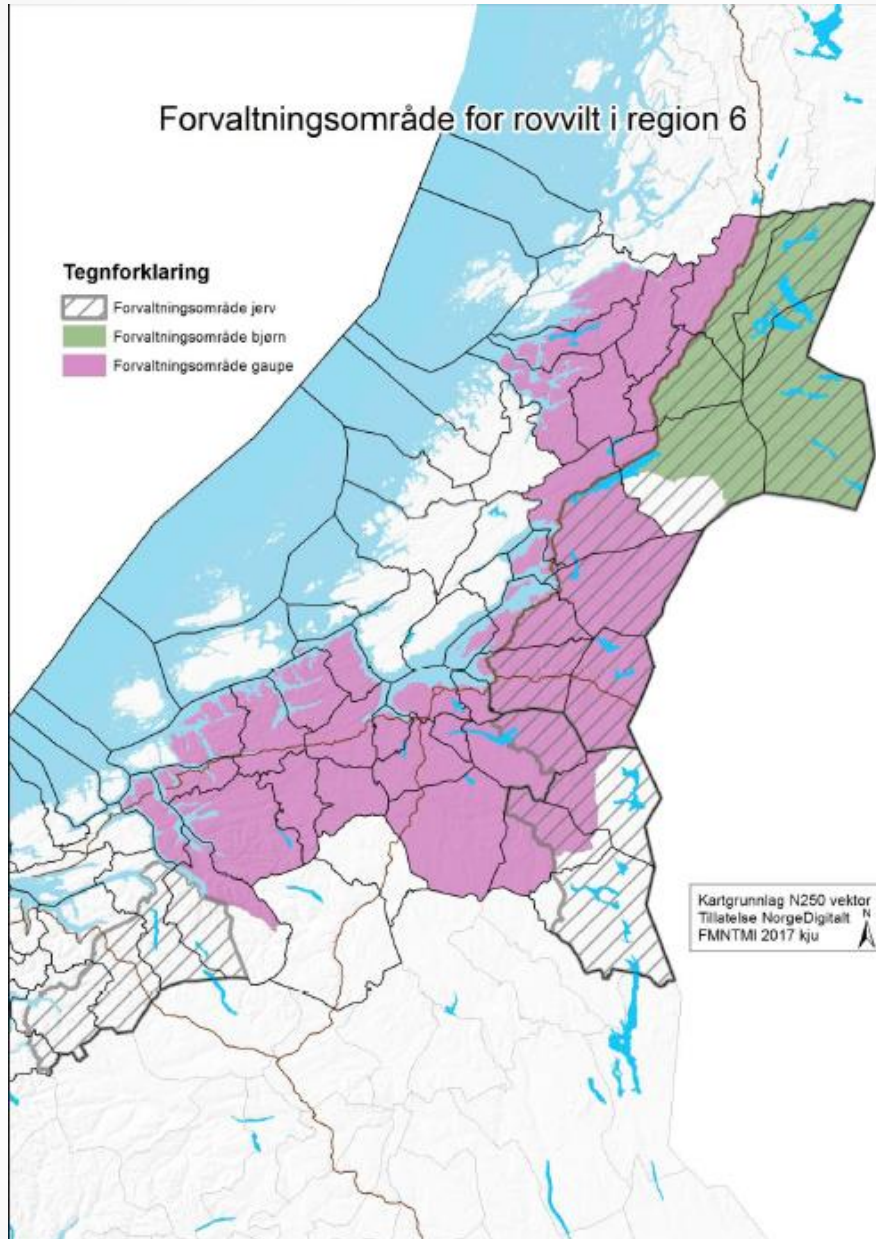 Forvaltningsområde for rovvilt i region 6
Tegnforklaring
Forvaltningsområde jerv
Forvaltningsområde bjørn
Forvaltningsområde gaupe
Kartgrunnlag N250 vektor
Tillatelse NorgeDigitalt
FMNTMI 2017 kju
N